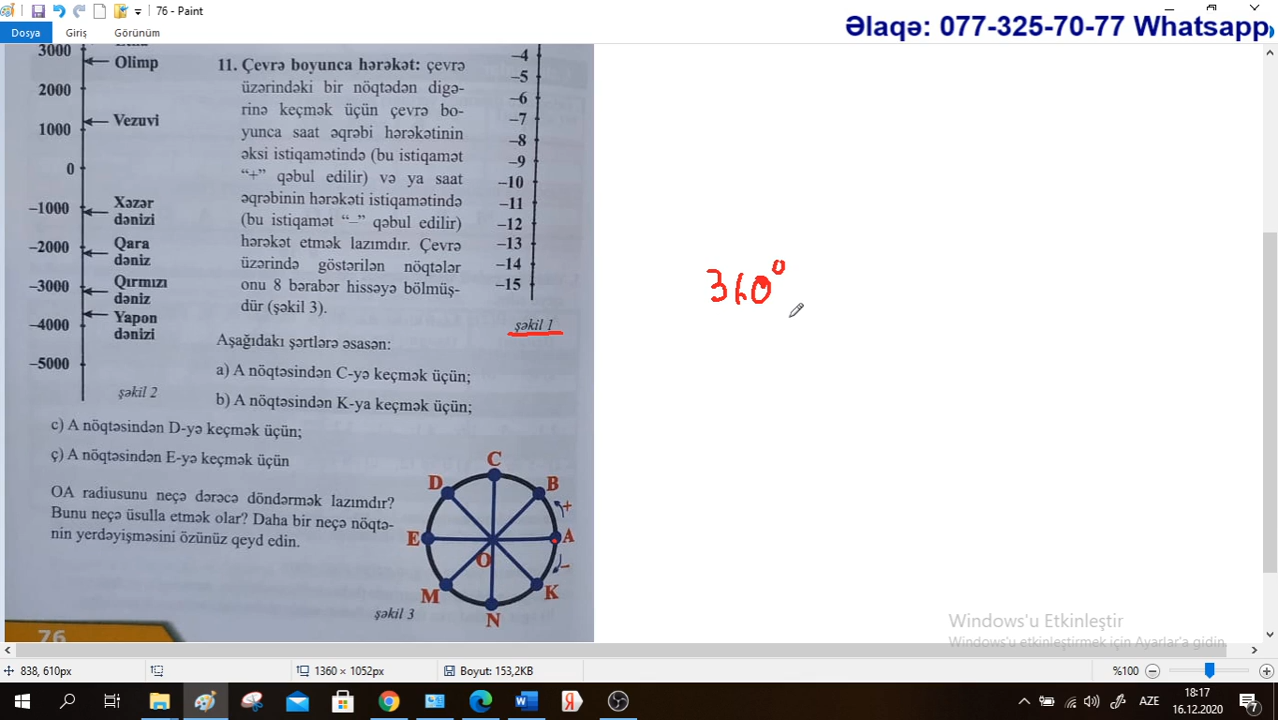 76 - Paint
Əlaqə: 077-325-70-77 Whatsapp
Dosya Giriş Görünüm
3000
Olimp
2000
Vezuvi
1000
0
–1000
Xəzər
dənizi
–2000
Qara
dəniz
–3000
Qırmızı
dəniz
–4000
Yapon
dənizi
–5000
şəkil 2
11. Çevrə boyunca hərəkət: çevrə
üzərindəki bir nöqtədən digə-
rinə keçmək üçün çevrə bo-
yunca saat əqrəbi hərəkətinin
əksi istiqamətində (bu istiqamət
“+” qəbul edilir) və ya saat
əqrəbinin hərəkəti istiqamətində
(bu istiqamət “–” qəbul edilir)
hərəkət etmək lazımdır. Çevrə
üzərində göstərilən nöqtələr
onu 8 bərabər hissəyə bölmüş-
dür (şəkil 3).
–4
–5
–6
–7
–8
–9
–10
–11
–12
–13
–14
–15
şəkil 1
360°
Aşağıdakı şərtlərə əsasən:
a) A nöqtəsindən C-yə keçmək üçün;
b) A nöqtəsindən K-ya keçmək üçün;
c) A nöqtəsindən D-yə keçmək üçün;
ç) A nöqtəsindən E-yə keçmək üçün
OA radiusunu neçə dərəcə döndərmək lazımdır?
Bunu neçə üsulla etmək olar? Daha bir neçə nöqtə-
nin yerdəyişməsini özünüz qeyd edin.
C
D B
+
E A
O –
M K
N
şəkil 3
76
Windows'u Etkinleştir
Windows'u etkinleştirmek için Ayarlar'a gidin.
838, 610px 1360 × 1052px Boyut: 153,2KB %100
AZE 18:17
16.12.2020 7